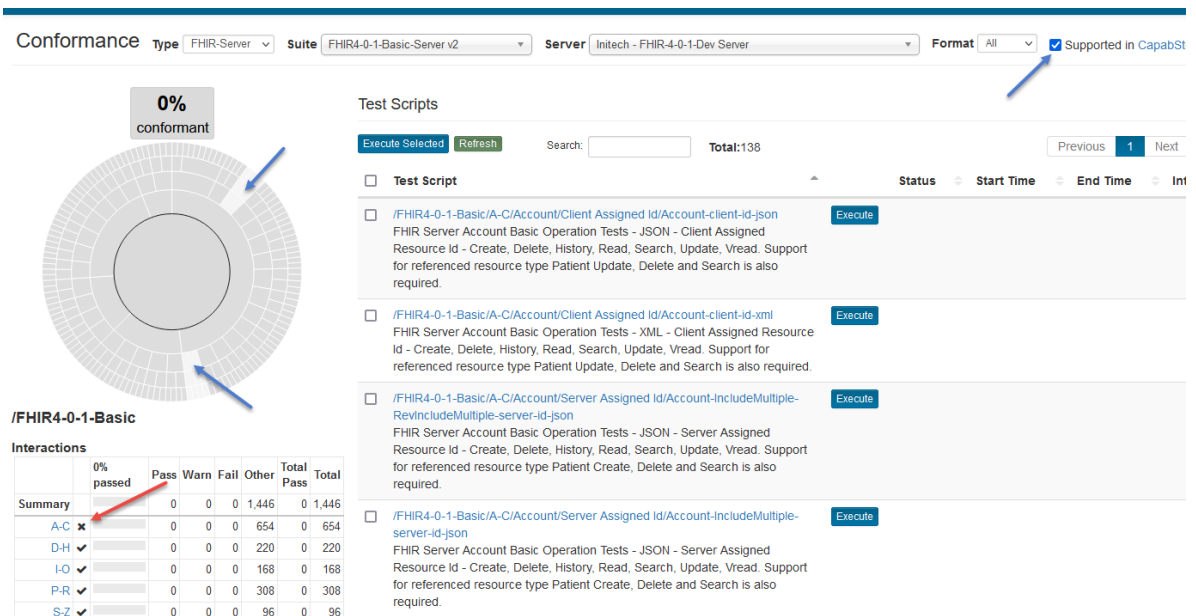 Conformance Type FHIR-Server Suite FHIR4-0-1-Basic-Server v2 Server Initech - FHIR-4-0-1-Dev Server Format All Supported in CapabSt
0%
conformant
Test Scripts
Execute Selected Refresh Search: Total:138 Previous 1 Next
Test Script Status Start Time End Time Int
/FHIR4-0-1-Basic/A-C/Account/Client Assigned Id/Account-client-id-json Execute
FHIR Server Account Basic Operation Tests - JSON - Client Assigned
Resource Id - Create, Delete, History, Read, Search, Update, Vread. Support
for referenced resource type Patient Update, Delete and Search is also
required.
/FHIR4-0-1-Basic/A-C/Account/Client Assigned Id/Account-client-id-xml Execute
FHIR Server Account Basic Operation Tests - XML - Client Assigned Resource
Id - Create, Delete, History, Read, Search, Update, Vread. Support for
referenced resource type Patient Update, Delete and Search is also required.
/FHIR4-0-1-Basic/A-C/Account/Server Assigned Id/Account-IncludeMultiple- Execute
RevIncludeMultiple-server-id-json
FHIR Server Account Basic Operation Tests - JSON - Server Assigned
Resource Id - Create, Delete, History, Read, Search, Update, Vread. Support
for referenced resource type Patient Create, Delete and Search is also
required.
/FHIR4-0-1-Basic/A-C/Account/Server Assigned Id/Account-IncludeMultiple- Execute
server-id-json
FHIR Server Account Basic Operation Tests - JSON - Server Assigned
Resource Id - Create, Delete, History, Read, Search, Update, Vread. Support
for referenced resource type Patient Create, Delete and Search is also
required.
/FHIR4-0-1-Basic
Interactions
0% passed Pass Warn Fail Other Total Pass Total
Summary 0 0 0 1,446 0 1,446
A-C 0 0 0 654 0 654
D-H 0 0 0 220 0 220
I-O 0 0 0 168 0 168
P-R 0 0 0 308 0 308
S-Z 0 0 0 96 0 96